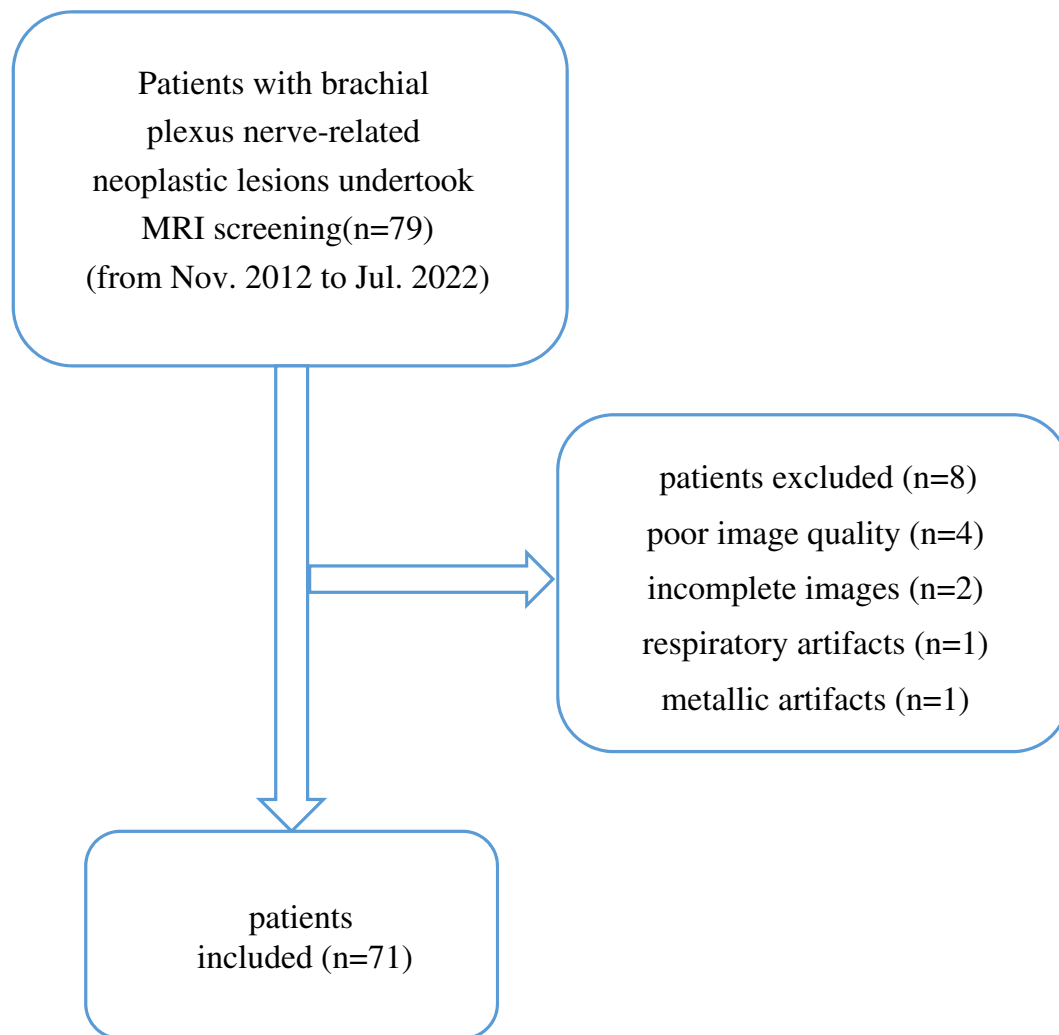 Patients with brachial
plexus nerve-related
neoplastic lesions undertook
MRI screening(n=79)
(from Nov. 2012 to Jul. 2022)
patients excluded (n=8)
poor image quality (n=4)
incomplete images (n=2)
respiratory artifacts (n=1)
metallic artifacts (n=1)
patients
included (n=71)